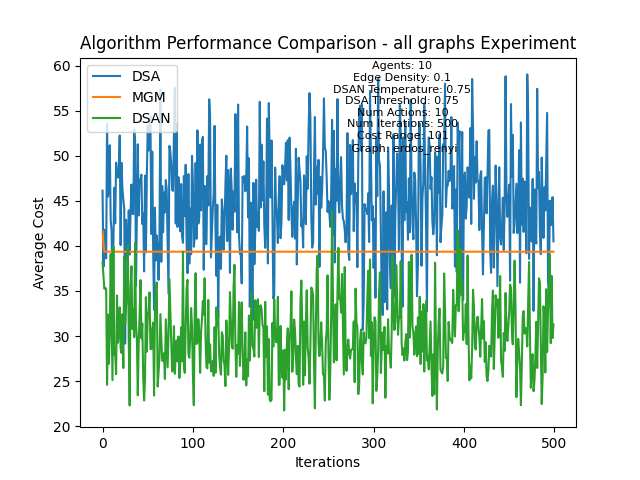 Algorithm Performance Comparison - all graphs Experiment
DSA
MGM
DSAN
Agents: 10
Edge Density: 0.1
DSAN Temperature: 0.75
DSA Threshold: 0.75
Num Actions: 10
Num Iterations: 500
Cost Range: 101
Graph: erdos_renyi
Average Cost
60
55
50
45
40
35
30
25
20
0
100
200
300
400
500
Iterations